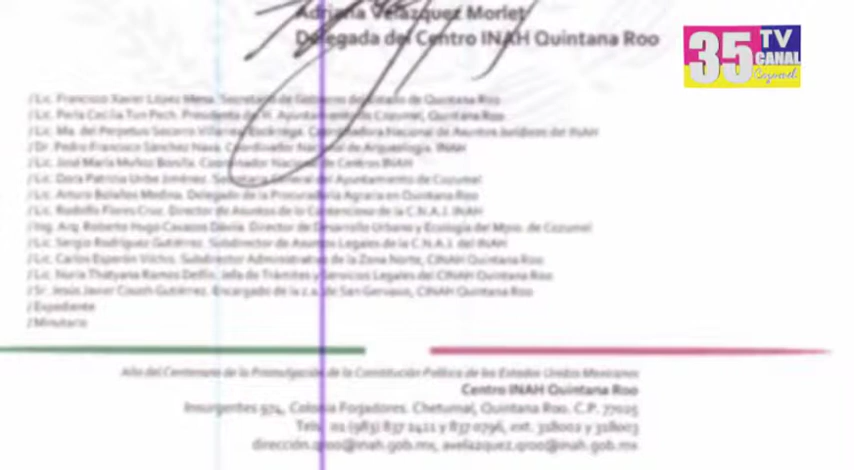 Adriana Velázquez Morlet
Delegada del Centro INAH Quintana Roo
35 TV
CANAL
Cozumel
/Lic. Francisco Xavier López Mena. Secretario de Gobierno del Estado de Quintana Roo
/Lic. Perla Cecilia Tun Pech. Presidenta de H. Ayuntamiento de Cozumel, Quintana Roo
/Lic. Ma. del Perpetuo Socorro Villarreal Escárrega. Coordinadora Nacional de Asuntos Jurídicos del INAH
/Dr. Pedro Francisco Sánchez Nava. Coordinador Nacional de Arqueología. INAH
/Lic. José María Muñoz Bonilla. Coordinador Nacional de Centros INAH
/Lic. Dora Patricia Uribe Jiménez. Secretaria General del Ayuntamiento de Cozumel
/Lic. Arturo Bolaños Medina. Delegado de la Procuraduría Agraria en Quintana Roo
/Lic. Rodolfo Flores Cruz. Director de Asuntos de lo Contencioso de la C.N.A.J. INAH
/Ing. Arq. Roberto Hugo Cavazos Dávila. Director de Desarrollo Urbano y Ecología del Mpio. de Cozumel
/Lic. Sergio Rodríguez Gutiérrez. Subdirector de Asuntos Legales de la C.N.A.J. del INAH
/Lic. Carlos Esperón Vilchis. Subdirector Administrativo de la Zona Norte, CINAH Quintana Roo
/Lic. Nuria Thatyana Ramos Delfín. Jefa de Trámites y Servicios Legales del CINAH Quintana Roo
/Sr. Jesús Javier Couoh Gutiérrez. Encargado de la z.a. de San Gervasio, CINAH Quintana Roo
/Expediente
/Minutario
Año del Centenario de la Promulgación de la Constitución Política de los Estados Unidos Mexicanos
Centro INAH Quintana Roo
Insurgentes 974, Colonia Fogadores. Chetumal, Quintana Roo. C.P. 77025
Tels. 01 (983) 837 2411 y 837 0796, ext. 318002 y 318003
dirección.qroo@inah.gob.mx, avelazquez.qroo@inah.gob.mx